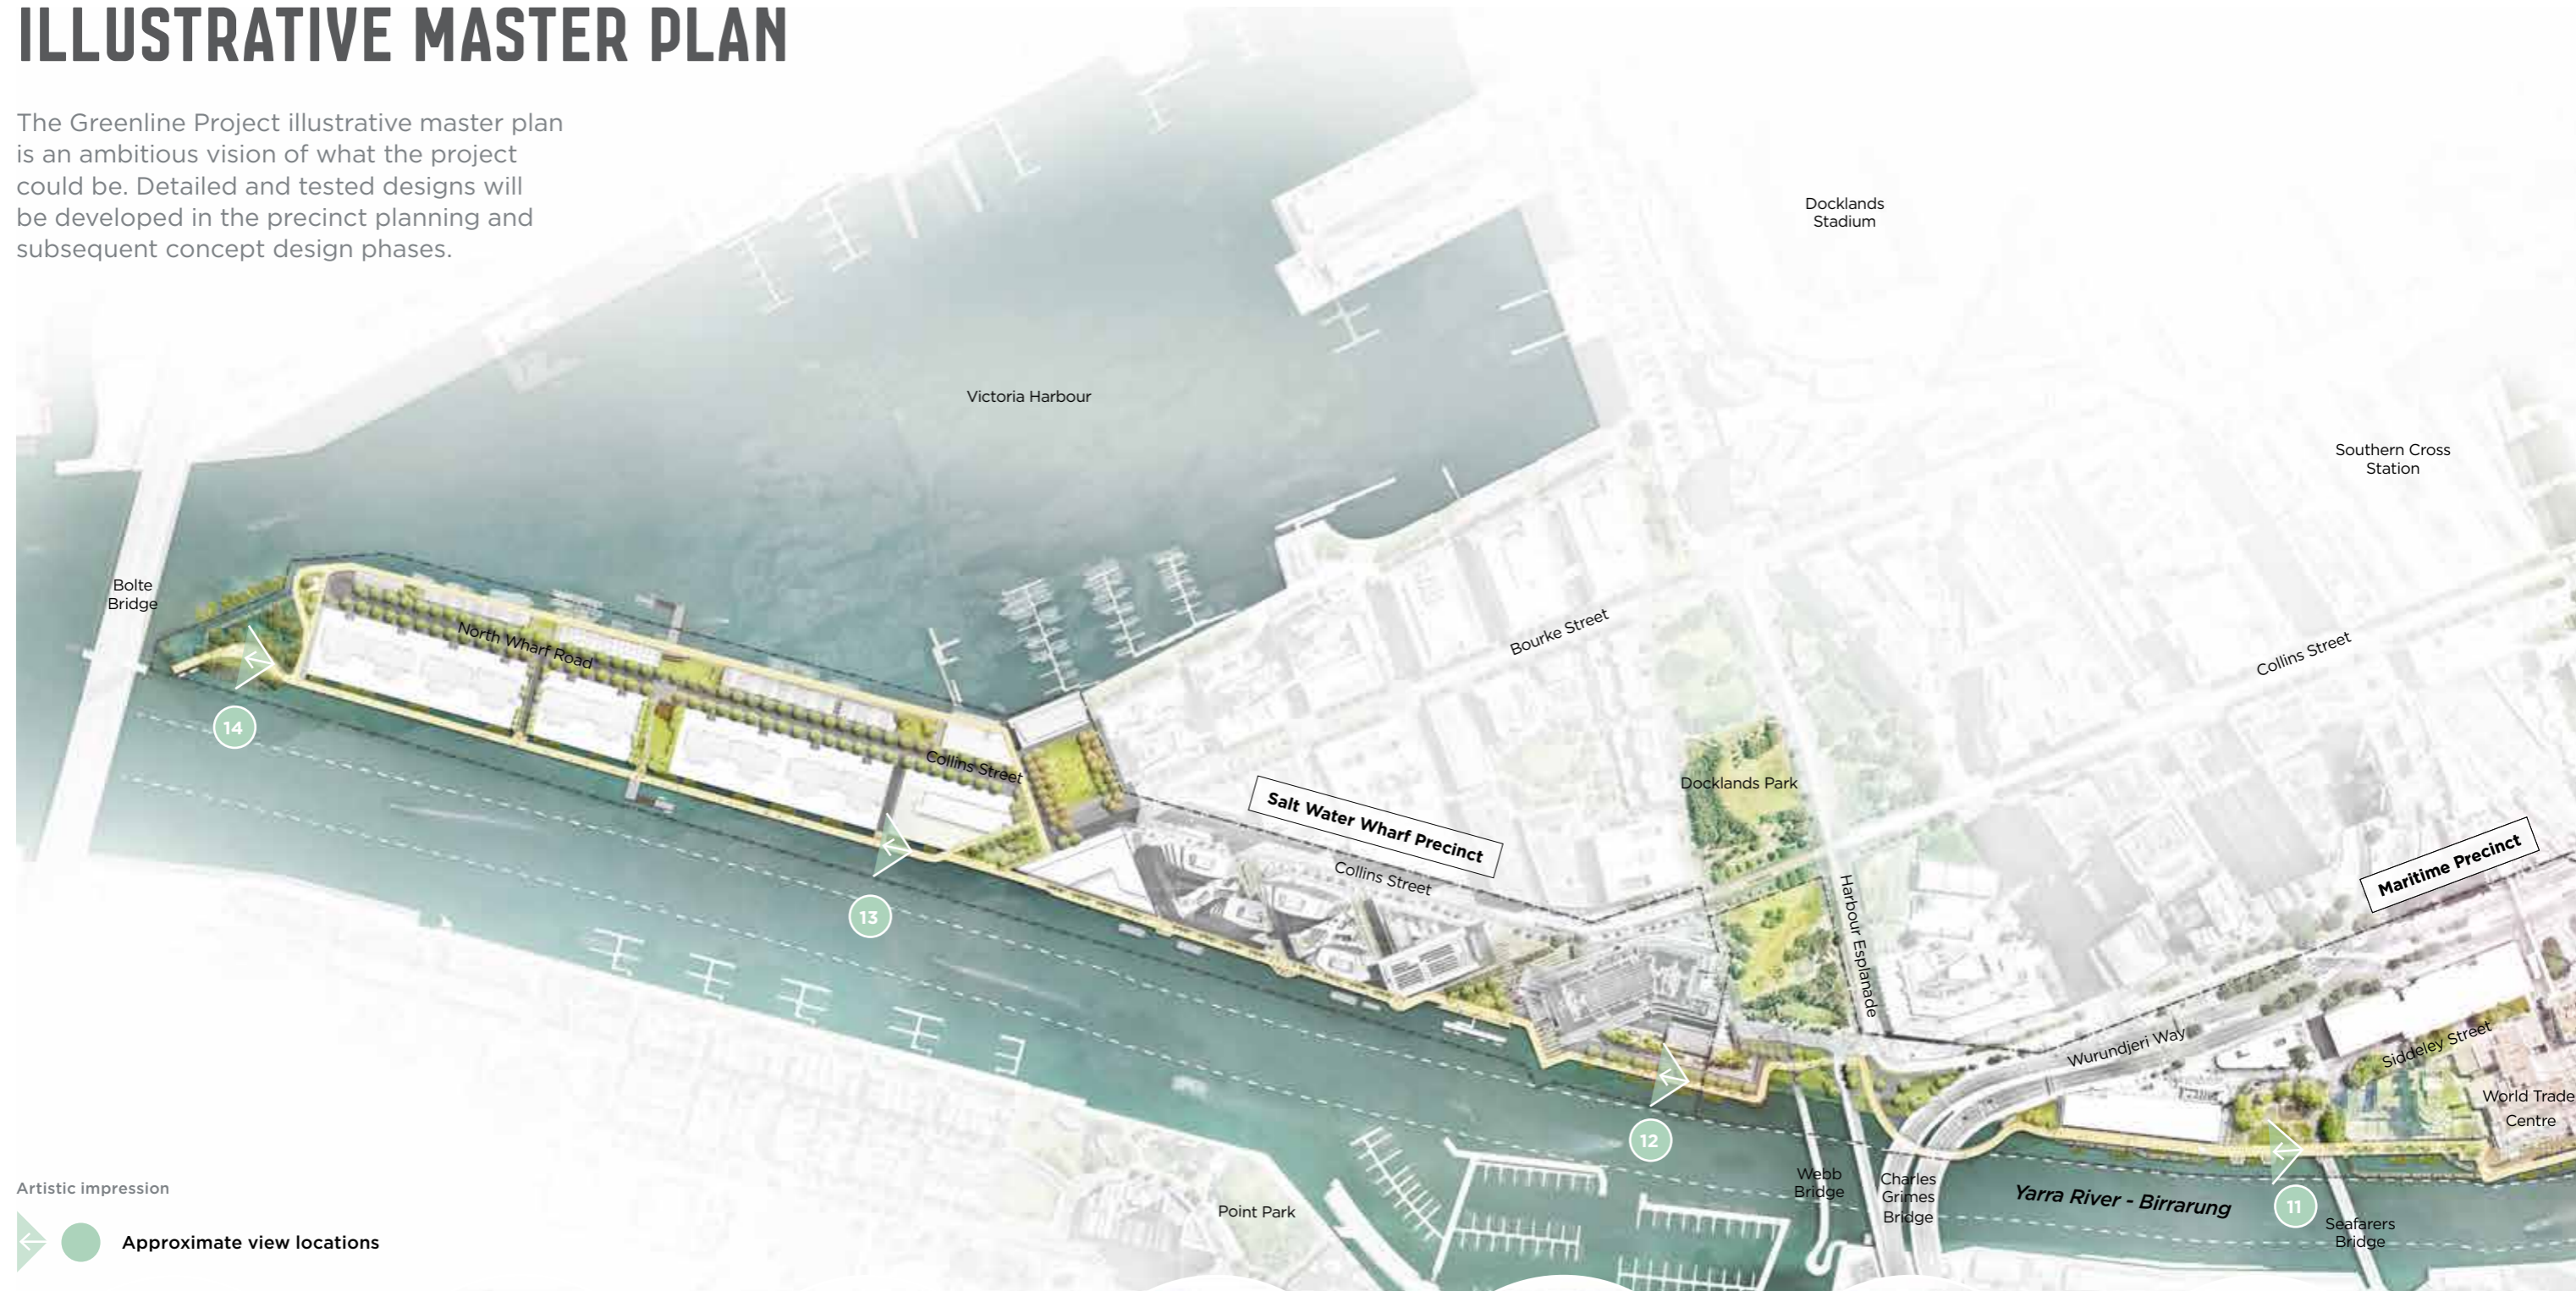 ILLUSTRATIVE MASTER PLAN
The Greenline Project illustrative master plan
is an ambitious vision of what the project
could be. Detailed and tested designs will
be developed in the precinct planning and
subsequent concept design phases.
Docklands
Stadium
Victoria Harbour
Southern Cross
Station
Bolte
Bridge
North Wharf Road
Bourke Street
Collins Street
14
Collins Street
Docklands Park
Salt Water Wharf Precinct
Collins Street
Maritime Precinct
13
Harbour Esplanade
Wurundjeri Way
Siddeley Street
World Trade
Centre
12
Webb
Bridge
Charles
Grimes
Bridge
Yarra River - Birrarung
11
Seafarers
Bridge
Point Park
Artistic impression
Approximate view locations